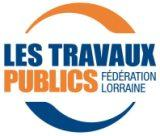 LES TRAVAUX
PUBLICS FÉDÉRATION
LORRAINE